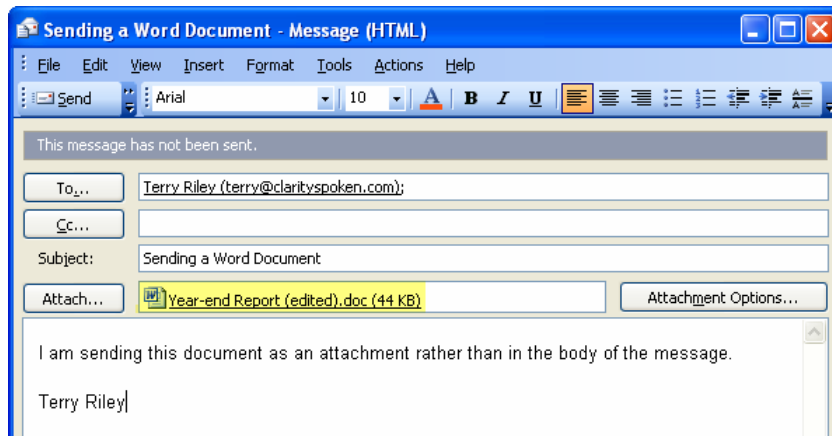 Sending a Word Document - Message (HTML)
File Edit View Insert Format Tools Actions Help
Send Arial 10 A B I U
This message has not been sent.
To... Terry Riley (terry@clarityspoken.com);
Cc...
Subject: Sending a Word Document
Attach... Year-end Report (edited).doc (44 KB) Attachment Options...
I am sending this document as an attachment rather than in the body of the message.
Terry Riley